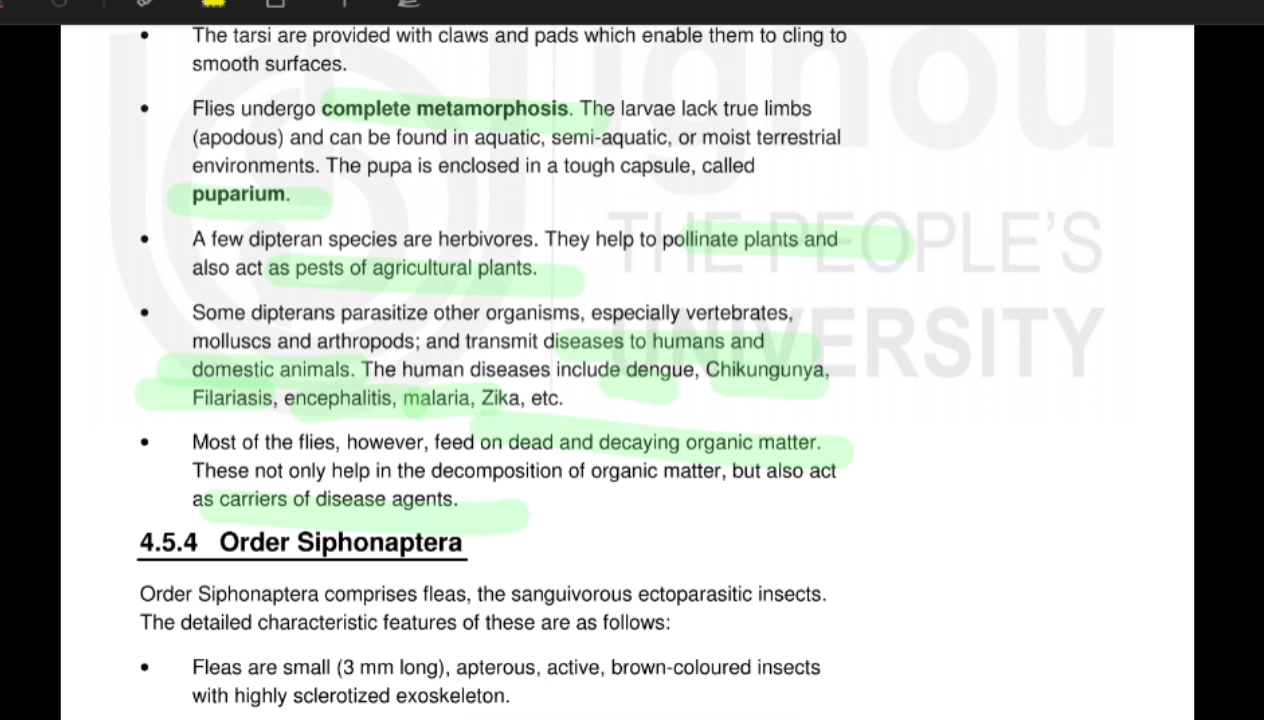 • The tarsi are provided with claws and pads which enable them to cling to
smooth surfaces.
• Flies undergo complete metamorphosis. The larvae lack true limbs
(apodous) and can be found in aquatic, semi-aquatic, or moist terrestrial
environments. The pupa is enclosed in a tough capsule, called
puparium.
• A few dipteran species are herbivores. They help to pollinate plants and
also act as pests of agricultural plants.
• Some dipterans parasitize other organisms, especially vertebrates,
molluscs and arthropods; and transmit diseases to humans and
domestic animals. The human diseases include dengue, Chikungunya,
Filariasis, encephalitis, malaria, Zika, etc.
• Most of the flies, however, feed on dead and decaying organic matter.
These not only help in the decomposition of organic matter, but also act
as carriers of disease agents.
4.5.4 Order Siphonaptera
Order Siphonaptera comprises fleas, the sanguivorous ectoparasitic insects.
The detailed characteristic features of these are as follows:
• Fleas are small (3 mm long), apterous, active, brown-coloured insects
with highly sclerotized exoskeleton.
ignou
THE PEOPLE'S
UNIVERSITY